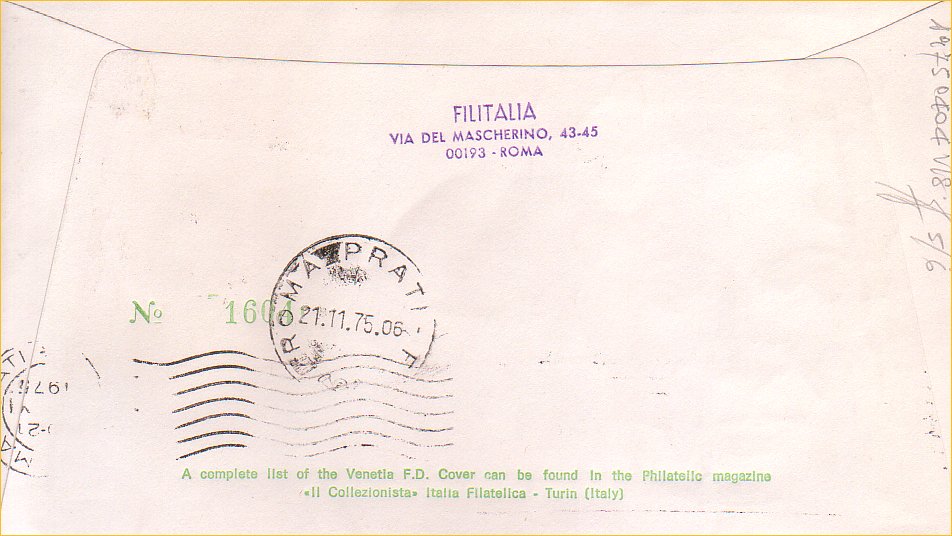 FILITALIA
VIA DEL MASCHERINO, 43-45
00193 - ROMA
ROMA PRATI
21.11.75.06
No 1604
A complete list of the Venetia F.D. Cover can be found in the Philatelic magazine
«Il Collezionista» Italia Filatelica - Turin (Italy)